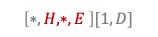 [*, H,*, E ][1, D]